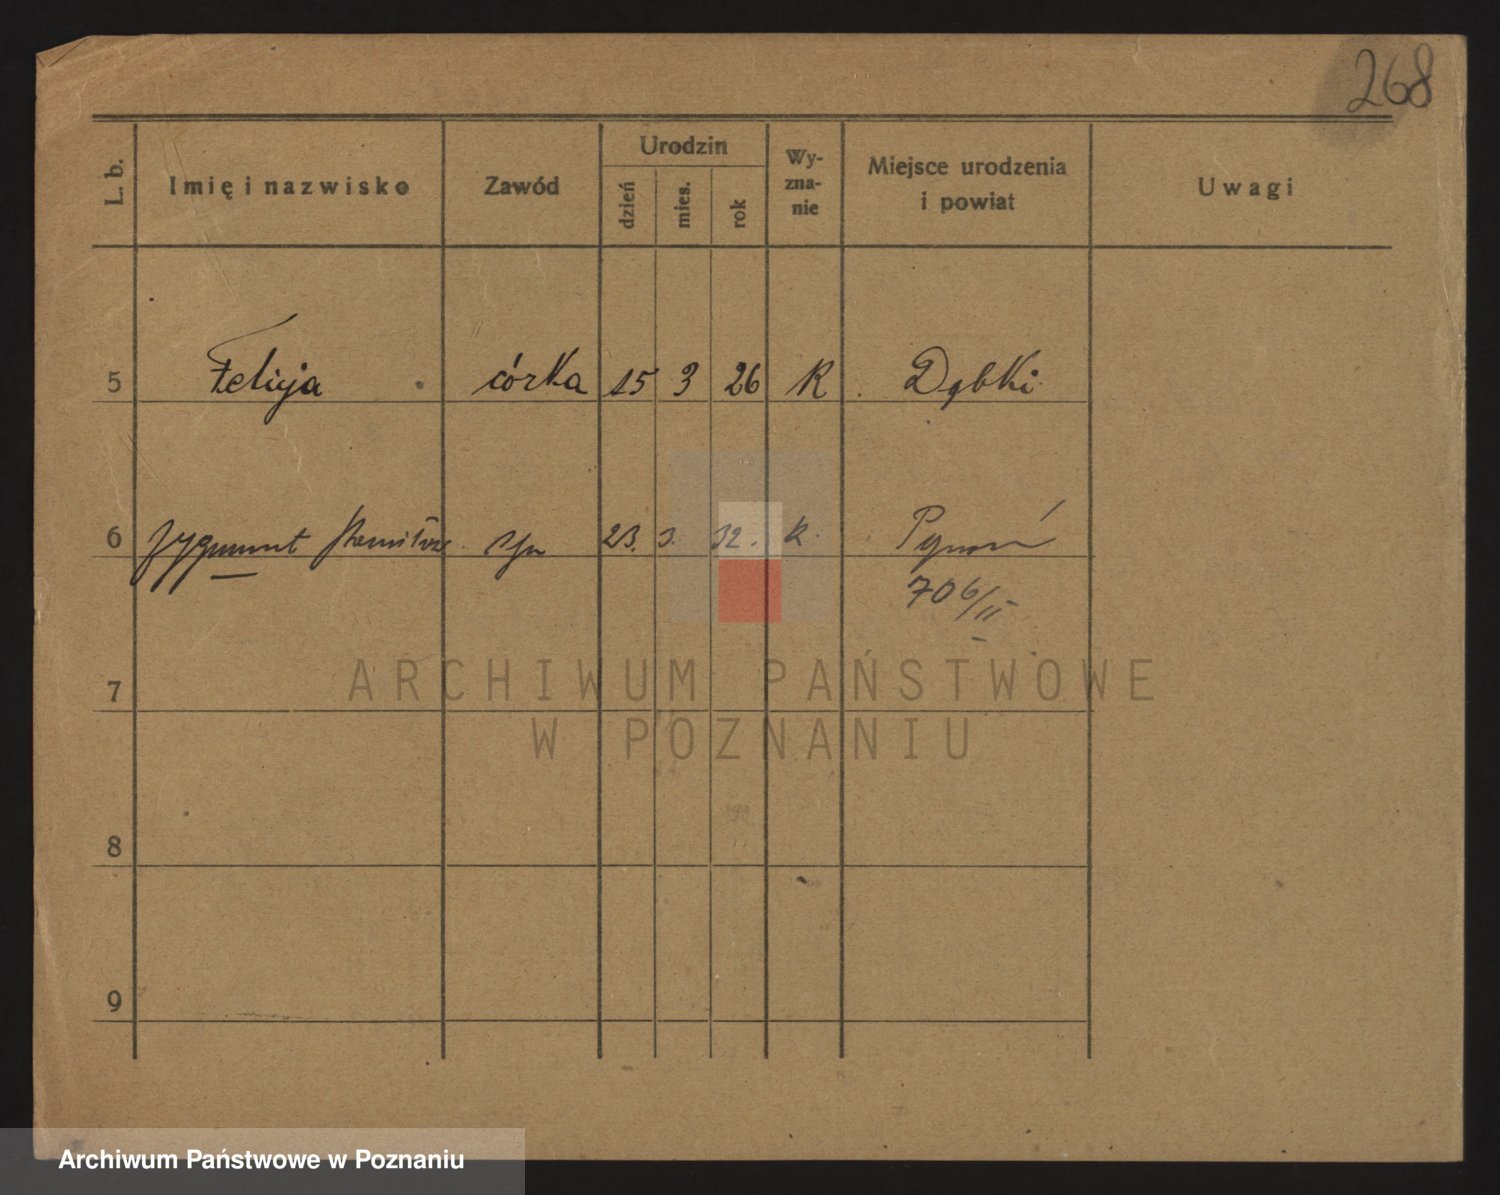 268
L. b. Imię i nazwisko Zawód Urodzin dzień mies. rok Wy-zna-nie Miejsce urodzenia i powiat Uwagi
5 Felicja córka 15 3 26 R Dąbki
6 Zygmunt Stanisław syn 23. 3. 32. R. Poznań
706/II
7
ARCHIWUM PAŃSTWOWE
W POZNANIU
8
9
Archiwum Państwowe w Poznaniu